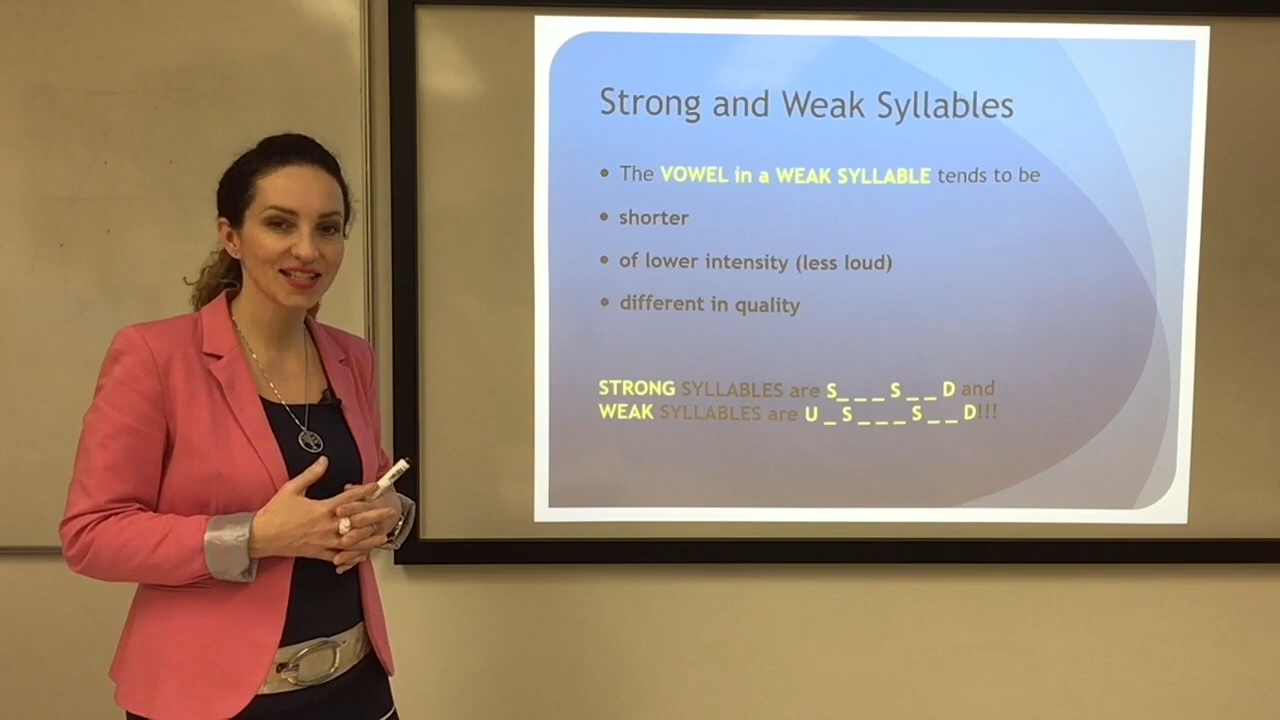 Strong and Weak Syllables
• The VOWEL in a WEAK SYLLABLE tends to be
• shorter
• of lower intensity (less loud)
• different in quality
STRONG SYLLABLES are S_ _ _ S _ _ D and
WEAK SYLLABLES are U _ S _ _ _ S _ _ D!!!